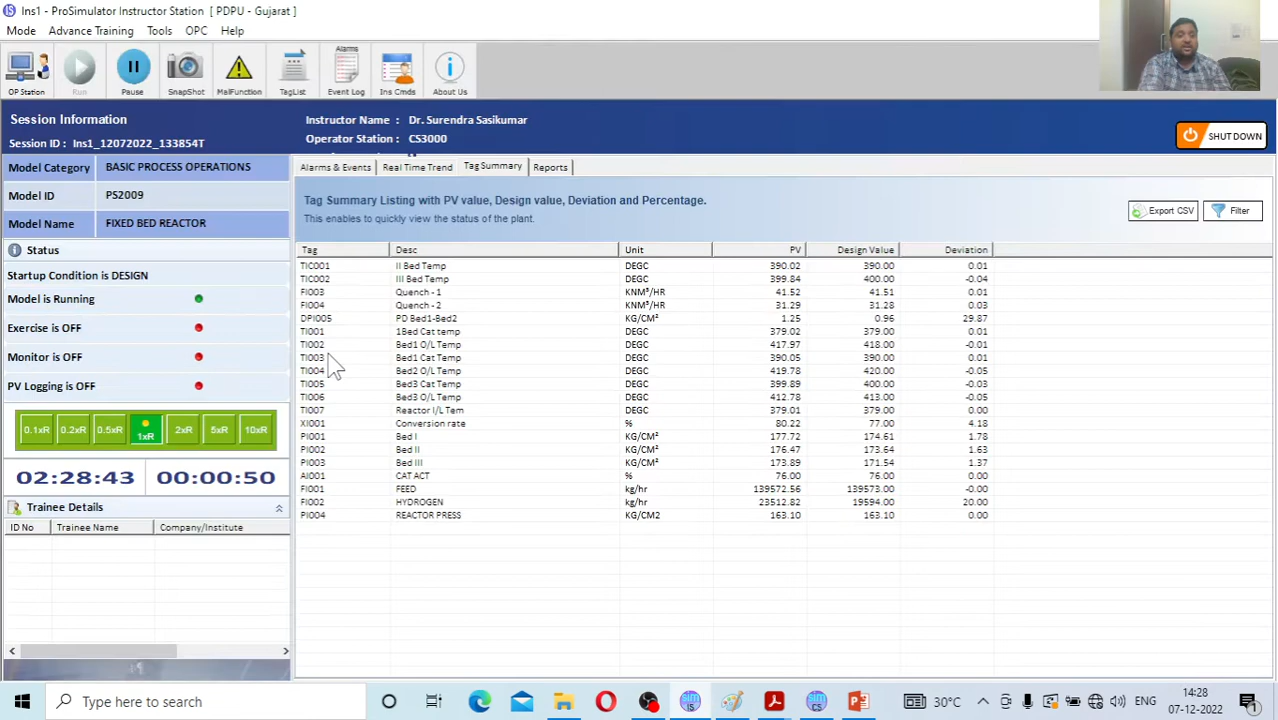 Ins1 - ProSimulator Instructor Station [ PDPU - Gujarat ]
Mode Advance Training Tools OPC Help
Alarms
OP Station Run Pause SnapShot MalFunction TagList Event Log Ins Cmds About Us
Session Information
Session ID : Ins1_12072022_133854T
Instructor Name : Dr. Surendra Sasikumar
Operator Station : CS3000
SHUT DOWN
Model Category BASIC PROCESS OPERATIONS
Model ID PS2009
Model Name FIXED BED REACTOR
Status
Startup Condition is DESIGN
Model is Running
Exercise is OFF
Monitor is OFF
PV Logging is OFF
0.1xR 0.2xR 0.5xR 1xR 2xR 5xR 10xR
02:28:43 00:00:50
Trainee Details
ID No Trainee Name Company/Institute
Alarms & Events Real Time Trend Tag Summary Reports
Tag Summary Listing with PV value, Design value, Deviation and Percentage.
This enables to quickly view the status of the plant.
Export CSV Filter
Tag Desc Unit PV Design Value Deviation
TIC001 II Bed Temp DEGC 390.02 390.00 0.01
TIC002 III Bed Temp DEGC 399.84 400.00 -0.04
FI003 Quench - 1 KNM³/HR 41.52 41.51 0.01
FI004 Quench - 2 KNM³/HR 31.29 31.28 0.03
DPI005 PD Bed1-Bed2 KG/CM² 1.25 0.96 29.87
TI001 1Bed Cat temp DEGC 379.02 379.00 0.01
TI002 Bed1 O/L Temp DEGC 417.97 418.00 -0.01
TI003 Bed1 Cat Temp DEGC 390.05 390.00 0.01
TI004 Bed2 O/L Temp DEGC 419.78 420.00 -0.05
TI005 Bed3 Cat Temp DEGC 399.89 400.00 -0.03
TI006 Bed3 O/L Temp DEGC 412.78 413.00 -0.05
TI007 Reactor I/L Tem DEGC 379.01 379.00 0.00
XI001 Conversion rate % 80.22 77.00 4.18
PI001 Bed I KG/CM² 177.72 174.61 1.78
PI002 Bed II KG/CM² 176.47 173.64 1.63
PI003 Bed III KG/CM² 173.89 171.54 1.37
AI001 CAT ACT % 76.00 76.00 0.00
FI001 FEED kg/hr 139572.56 139573.00 -0.00
FI002 HYDROGEN kg/hr 23512.82 19594.00 20.00
PI004 REACTOR PRESS KG/CM2 163.10 163.10 0.00
Type here to search
30°C ENG
14:28
07-12-2022